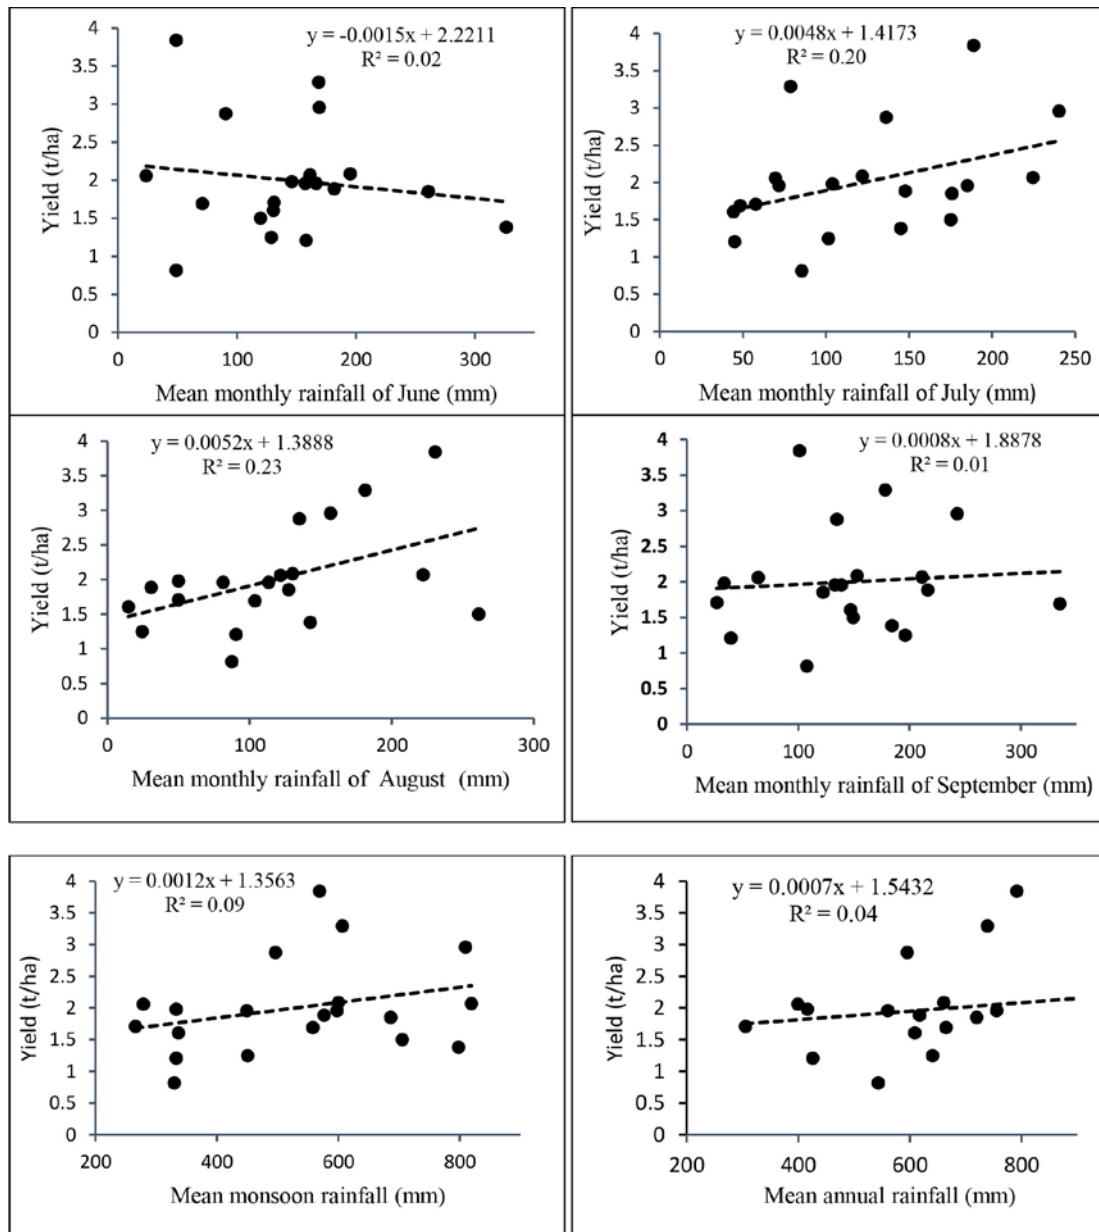 y = -0.0015x + 2.2211
R² = 0.02
4
3.5
3
2.5
2
1.5
1
0.5
0
Yield (t/ha)
0 100 200 300
Mean monthly rainfall of June (mm)
y = 0.0048x + 1.4173
R² = 0.20
4
3.5
3
2.5
2
1.5
1
0.5
0
Yield (t/ha)
0 50 100 150 200 250
Mean monthly rainfall of July (mm)
y = 0.0052x + 1.3888
R² = 0.23
4
3.5
3
2.5
2
1.5
1
0.5
0
Yield (t/ha)
0 100 200 300
Mean monthly rainfall of August (mm)
y = 0.0008x + 1.8878
R² = 0.01
4
3.5
3
2.5
2
1.5
1
0.5
0
Yield (t/ha)
0 100 200 300
Mean monthly rainfall of September (mm)
y = 0.0012x + 1.3563
R² = 0.09
4
3.5
3
2.5
2
1.5
1
0.5
0
Yield (t/ha)
200 400 600 800
Mean monsoon rainfall (mm)
y = 0.0007x + 1.5432
R² = 0.04
4
3.5
3
2.5
2
1.5
1
0.5
0
Yield (t/ha)
200 400 600 800
Mean annual rainfall (mm)